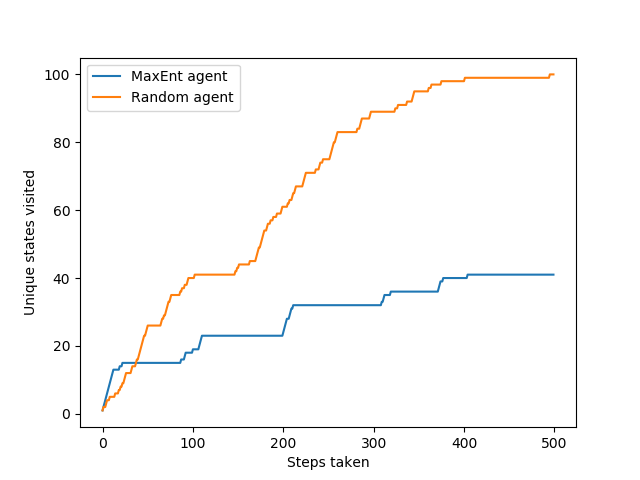 MaxEnt agent
Random agent
100
80
60
40
20
0
Unique states visited
0 100 200 300 400 500
Steps taken